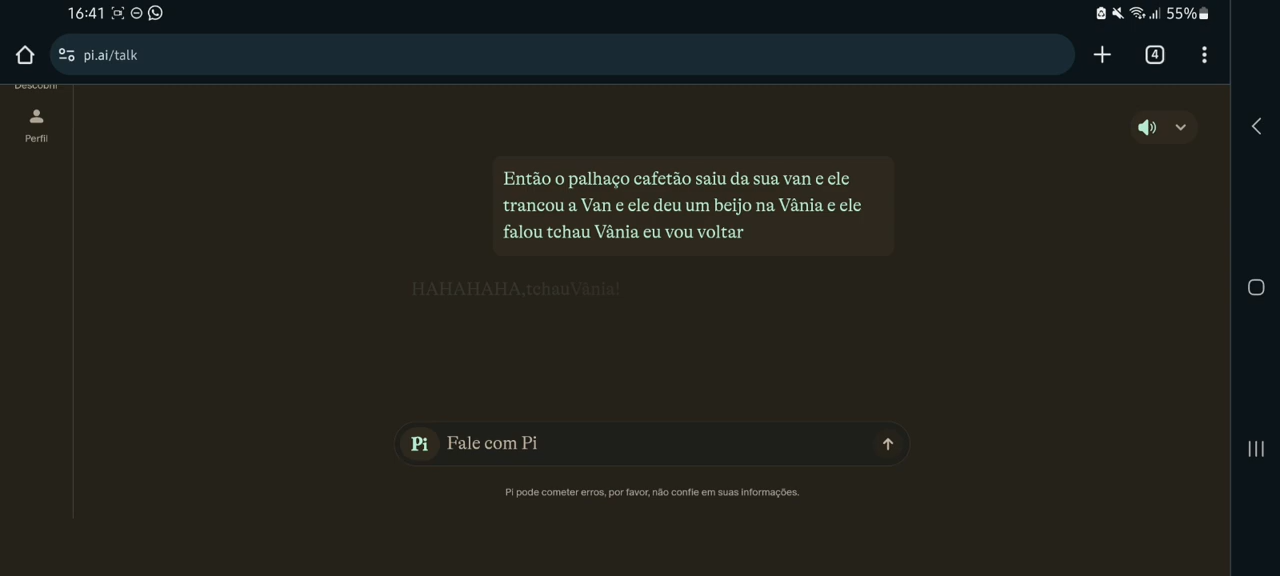 16:41
55%
pi.ai/talk
4
Descobrir
Perfil
Então o palhaço cafetão saiu da sua van e ele
trancou a Van e ele deu um beijo na Vânia e ele
falou tchau Vânia eu vou voltar
HAHAHAHA,tchauVânia!
Pi Fale com Pi
Pi pode cometer erros, por favor, não confie em suas informações.